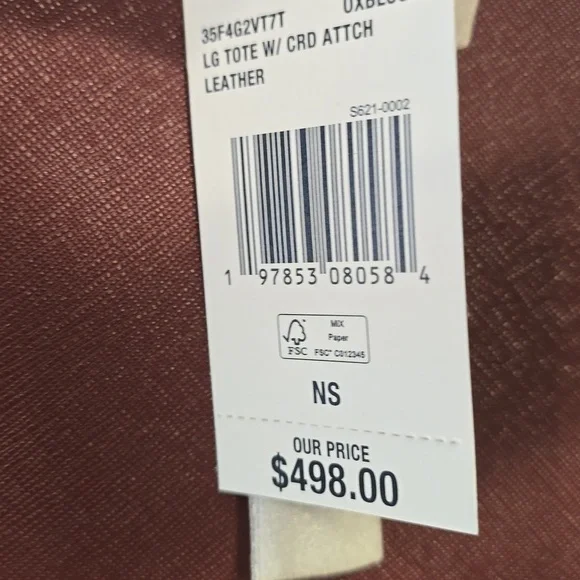 35F4G2VT7T
LG TOTE W/ CRD ATTCH
LEATHER
S621-0002
1 97853 08058 4
MIX
Paper
FSC
FSC® C012345
NS
OUR PRICE
$498.00